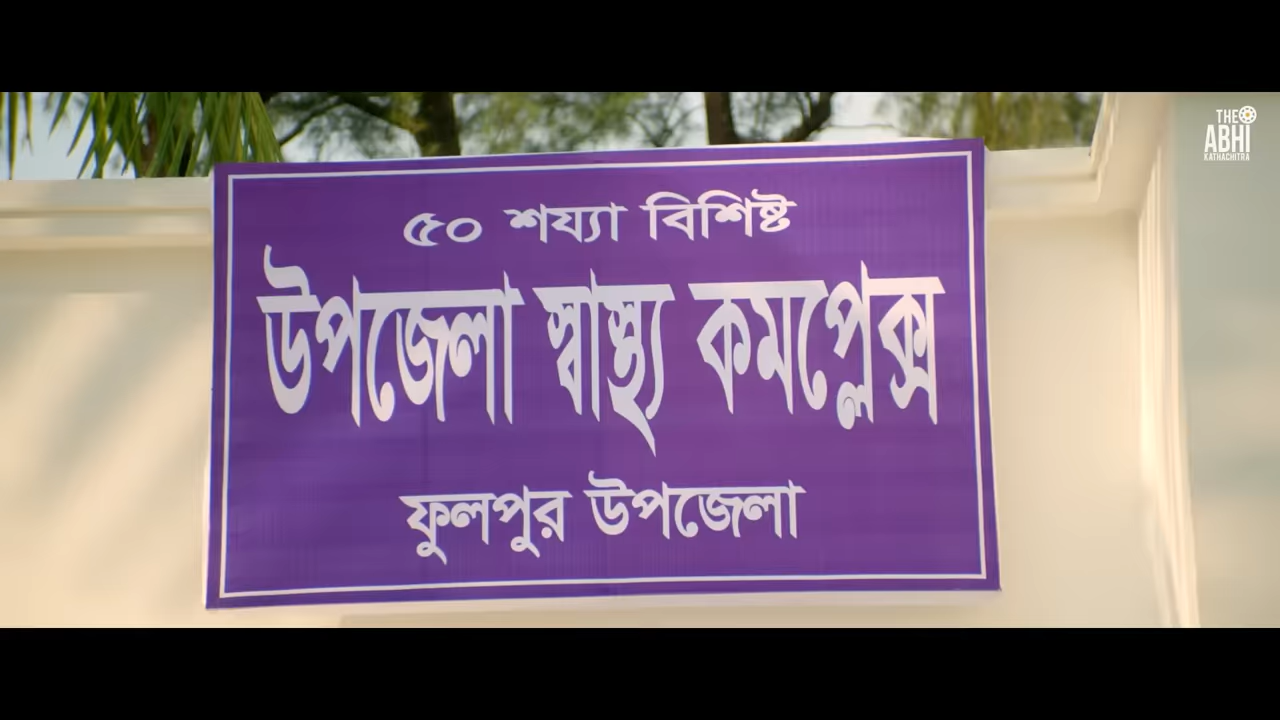 THE
ABHI
KATHACHITRA
৫০ শয্যা বিশিষ্ট
উপজেলা স্বাস্থ্য কমপ্লেক্স
ফুলপুর উপজেলা